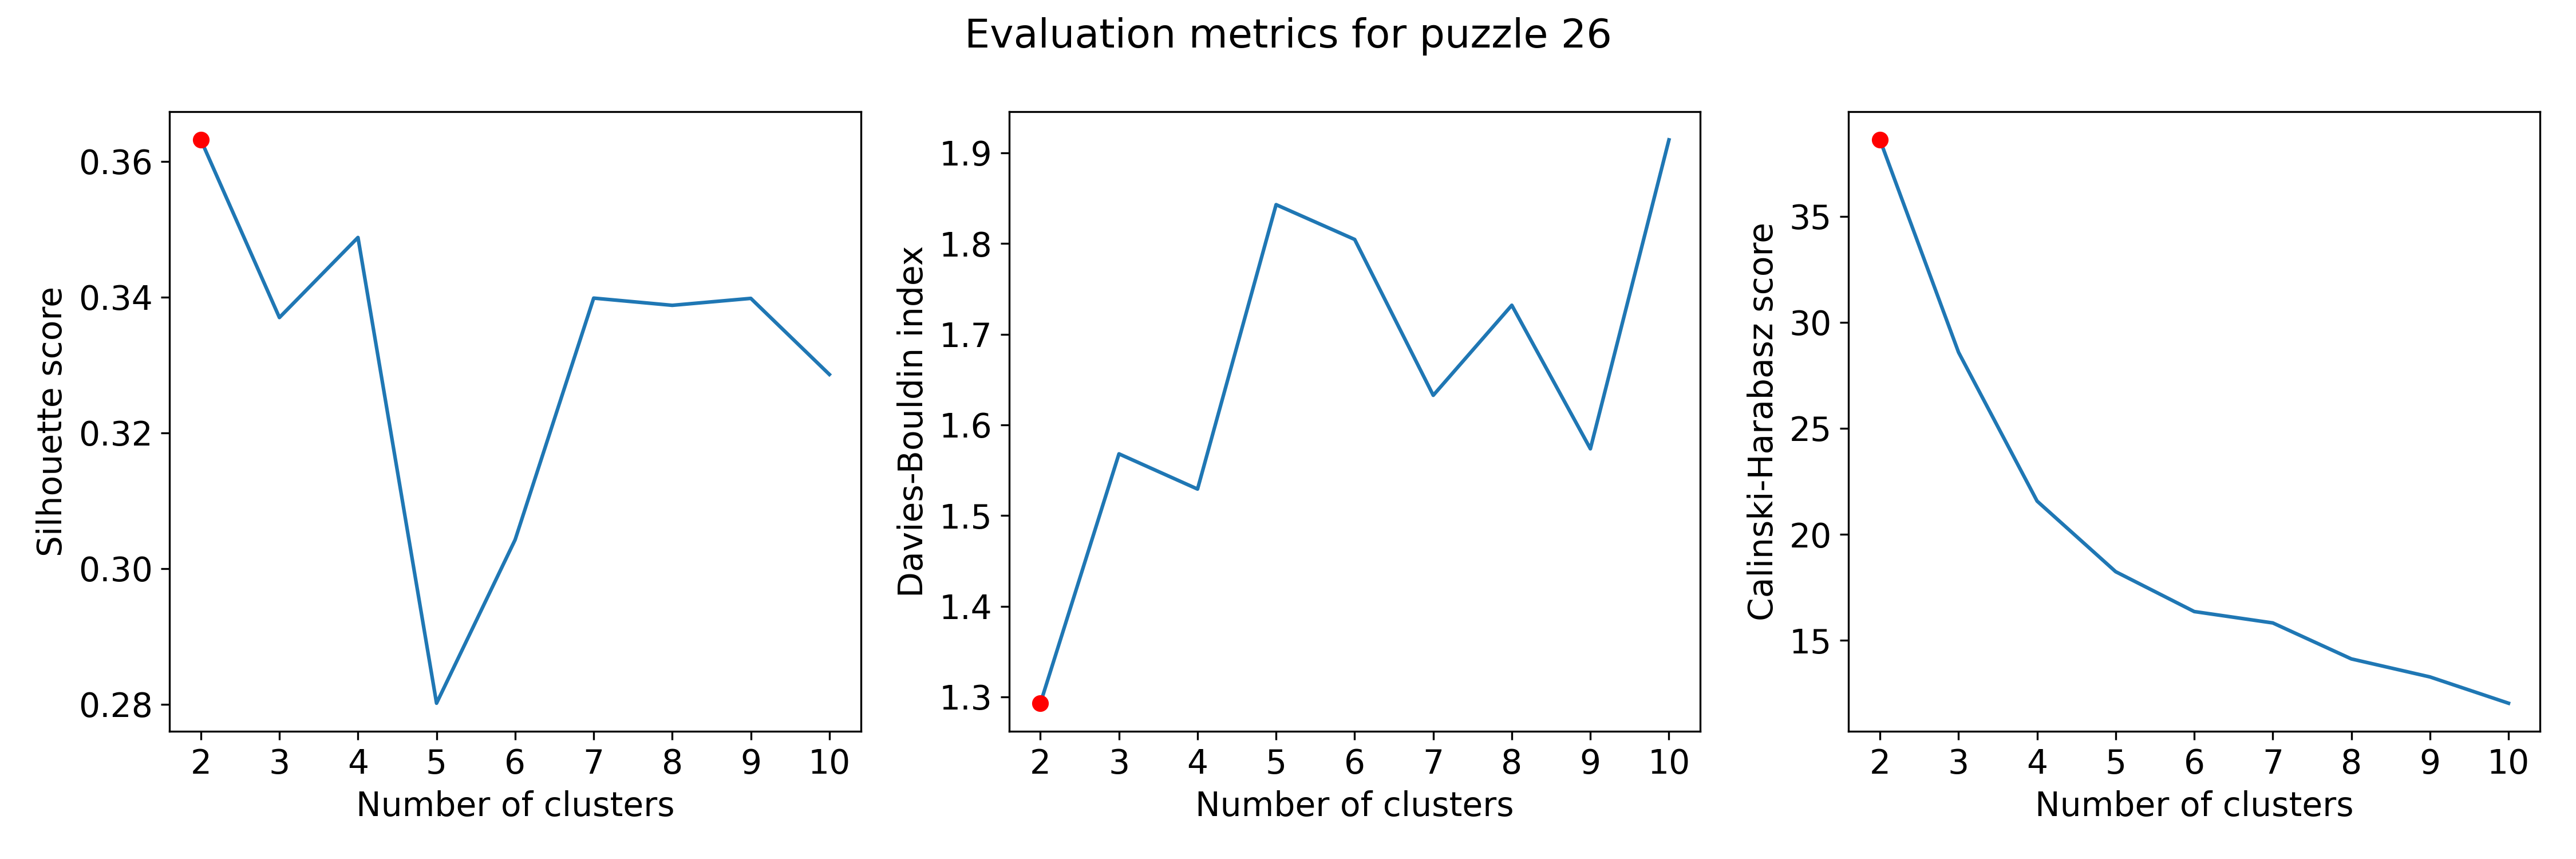 Evaluation metrics for puzzle 26
Silhouette score
0.36
0.34
0.32
0.30
0.28
2 3 4 5 6 7 8 9 10
Number of clusters
Davies-Bouldin index
1.9
1.8
1.7
1.6
1.5
1.4
1.3
2 3 4 5 6 7 8 9 10
Number of clusters
Calinski-Harabasz score
35
30
25
20
15
2 3 4 5 6 7 8 9 10
Number of clusters